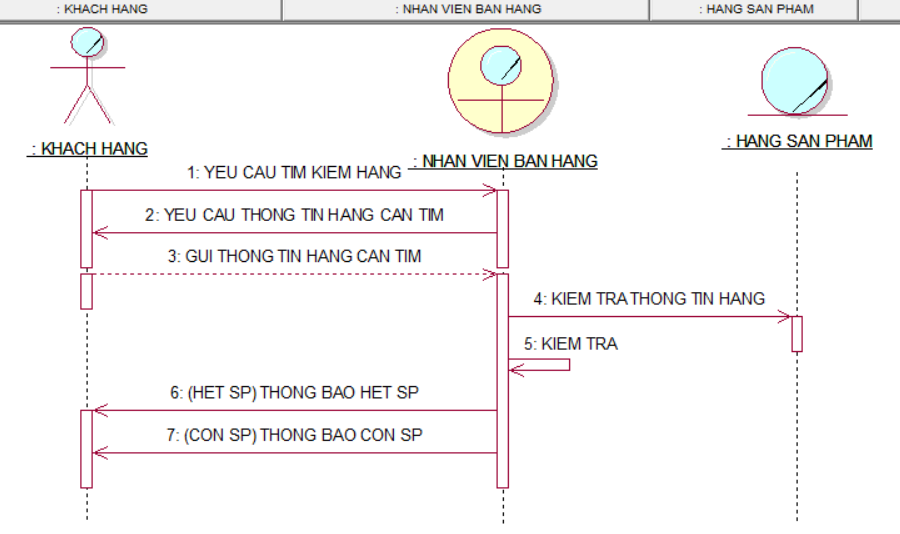 : KHACH HANG
: NHAN VIEN BAN HANG
: HANG SAN PHAM
: KHACH HANG
: NHAN VIEN BAN HANG
: HANG SAN PHAM
1: YEU CAU TIM KIEM HANG
2: YEU CAU THONG TIN HANG CAN TIM
3: GUI THONG TIN HANG CAN TIM
4: KIEM TRA THONG TIN HANG
5: KIEM TRA
6: (HET SP) THONG BAO HET SP
7: (CON SP) THONG BAO CON SP